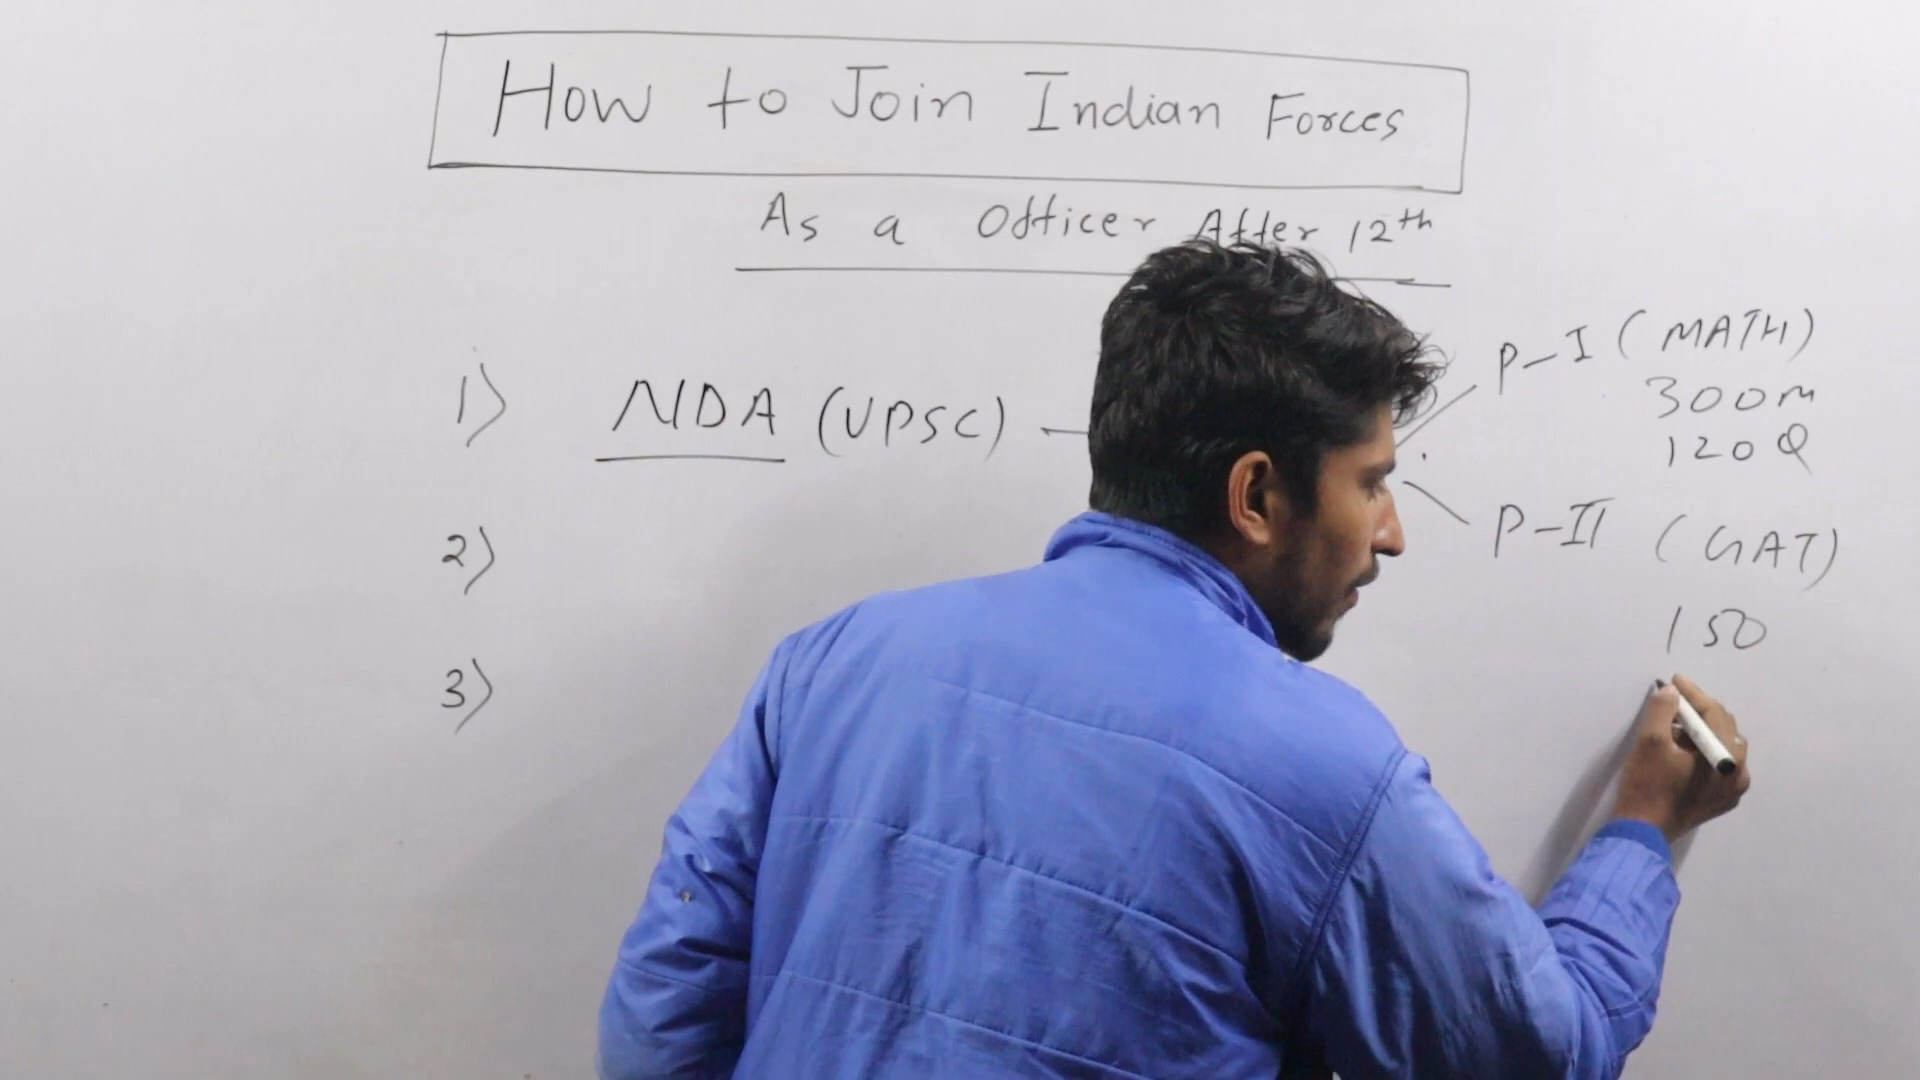 How to Join Indian Forces
As a Officer After 12th
1) NDA (UPSC)
P-I (MATH)
300m
120Q
P-II (GAT)
150
2)
3)